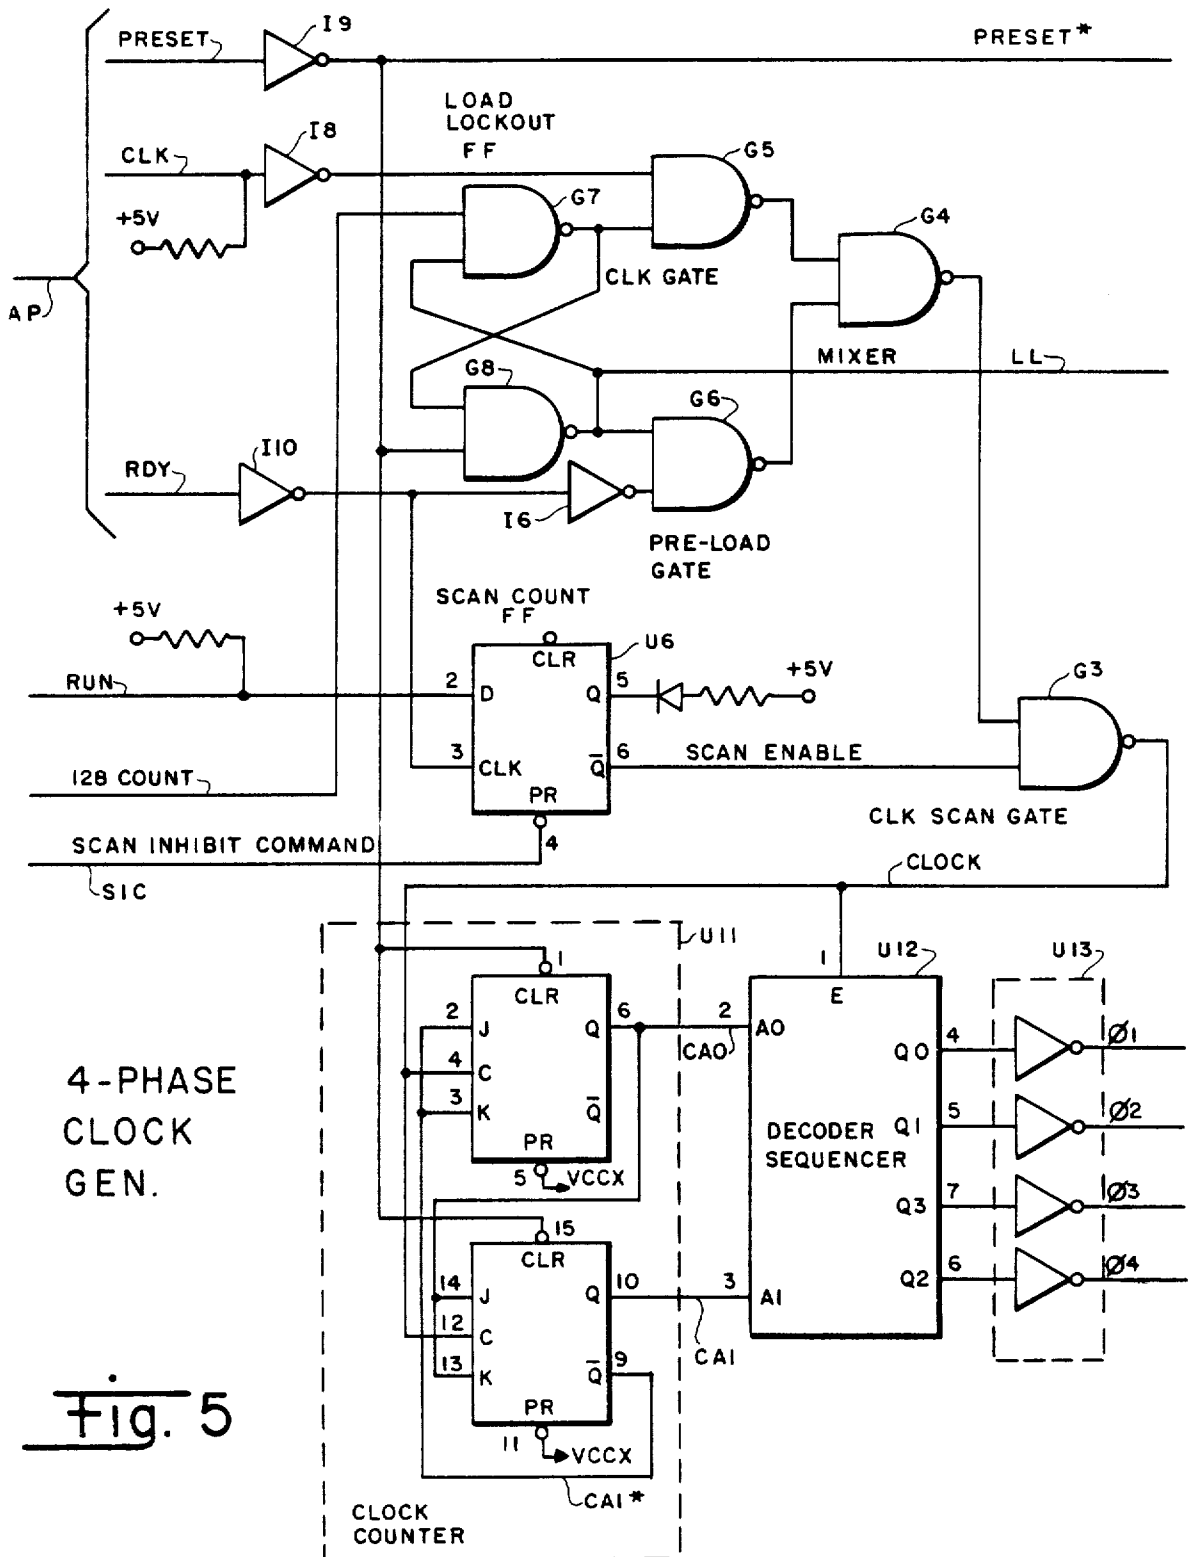 I9
PRESET
PRESET*
LOAD
LOCKOUT
FF
I8
G5
CLK
G7
+5V
G4
CLK GATE
AP
MIXER
LL
G8
G6
I10
RDY
I6
PRE-LOAD
GATE
SCAN COUNT
FF
+5V
CLR
U6
+5V
RUN
2
D
Q
5
G3
3
CLK
Q̅
6
SCAN ENABLE
128 COUNT
PR
4
CLK SCAN GATE
SCAN INHIBIT COMMAND
SIC
CLOCK
U11
1
CLR
1
U12
U13
E
2
J
Q
6
2
A0
CA0
4
C
Q0
4
Ø1
3
K
Q̅
4-PHASE
CLOCK
GEN.
PR
5
VCCX
DECODER
SEQUENCER
Q1
5
Ø2
15
CLR
Q3
7
Ø3
14
J
Q
10
3
A1
Q2
6
Ø4
12
C
CA1
13
K
Q̅
9
PR
11
VCCX
CA1*
Fig. 5
CLOCK
COUNTER